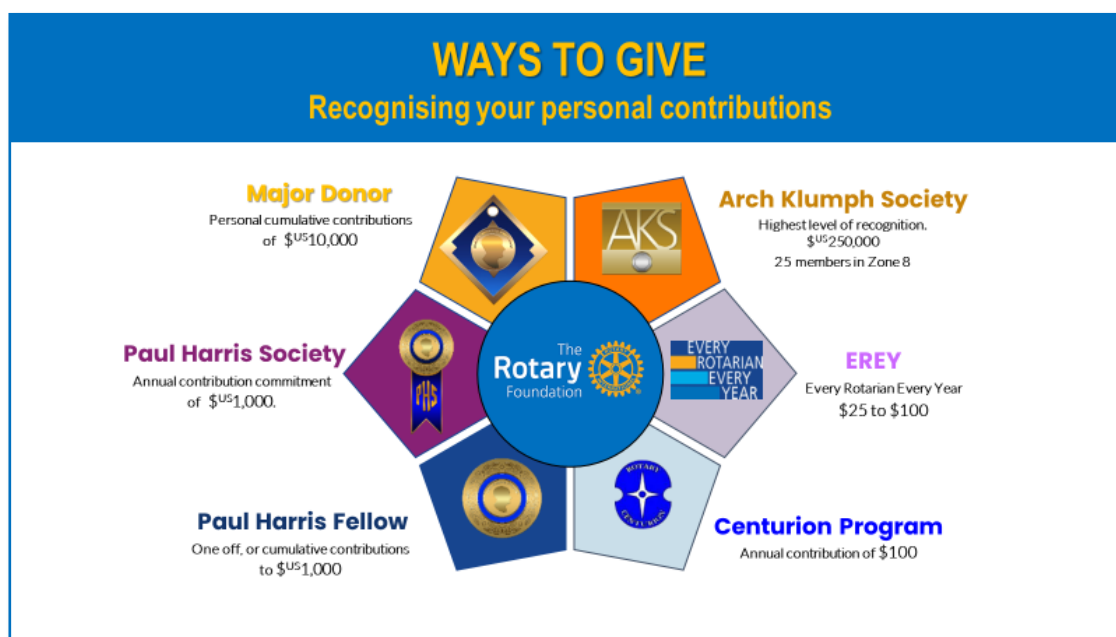 WAYS TO GIVE
Recognising your personal contributions
Major Donor
Personal cumulative contributions
of $US10,000
AKS
Arch Klumph Society
Highest level of recognition.
$US250,000
25 members in Zone 8
Paul Harris Society
Annual contribution commitment
of $US1,000.
PHS
The
Rotary
Foundation
EVERY
ROTARIAN
EVERY
YEAR
EREY
Every Rotarian Every Year
$25 to $100
Paul Harris Fellow
One off, or cumulative contributions
to $US1,000
ROTARY
CENTURION
Centurion Program
Annual contribution of $100